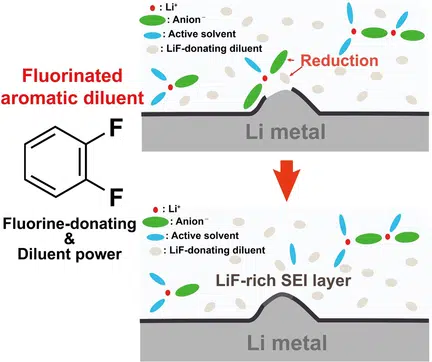 : Li⁺
: Anion⁻
: Active solvent
: LiF-donating diluent
Reduction
Li metal
Fluorinated
aromatic diluent
F
F
Fluorine-donating
&
Diluent power
: Li⁺
: Anion⁻
: Active solvent
: LiF-donating diluent
LiF-rich SEI layer
Li metal